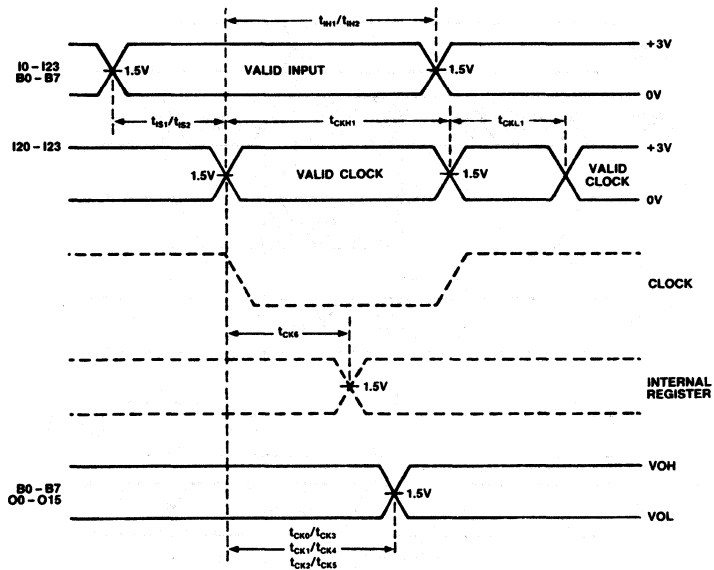 tIH1/tIH2
I0 – I23
B0 – B7
1.5V
VALID INPUT
1.5V
+3V
0V
tIS1/tIS2
tCKH1
tCKL1
I20 – I23
1.5V
VALID CLOCK
1.5V
VALID
CLOCK
+3V
0V
CLOCK
tCK6
1.5V
INTERNAL
REGISTER
B0 – B7
O0 – O15
1.5V
VOH
VOL
tCK0/tCK3
tCK1/tCK4
tCK2/tCK5